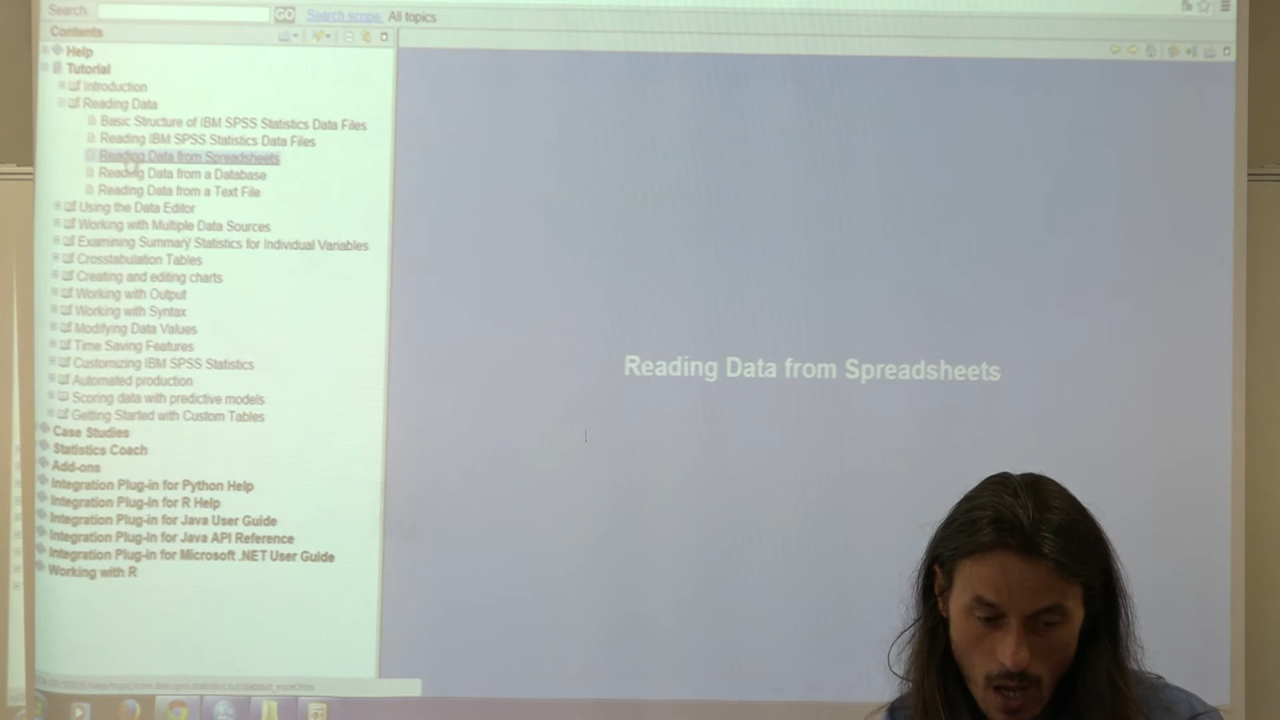 Search:
GO
Search scope: All topics
Contents
Help
Tutorial
Introduction
Reading Data
Basic Structure of IBM SPSS Statistics Data Files
Reading IBM SPSS Statistics Data Files
Reading Data from Spreadsheets
Reading Data from a Database
Reading Data from a Text File
Using the Data Editor
Working with Multiple Data Sources
Examining Summary Statistics for Individual Variables
Crosstabulation Tables
Creating and editing charts
Working with Output
Working with Syntax
Modifying Data Values
Time Saving Features
Customizing IBM SPSS Statistics
Automated production
Scoring data with predictive models
Getting Started with Custom Tables
Case Studies
Statistics Coach
Add-ons
Integration Plug-in for Python Help
Integration Plug-in for R Help
Integration Plug-in for Java User Guide
Integration Plug-in for Java API Reference
Integration Plug-in for Microsoft .NET User Guide
Working with R
Reading Data from Spreadsheets